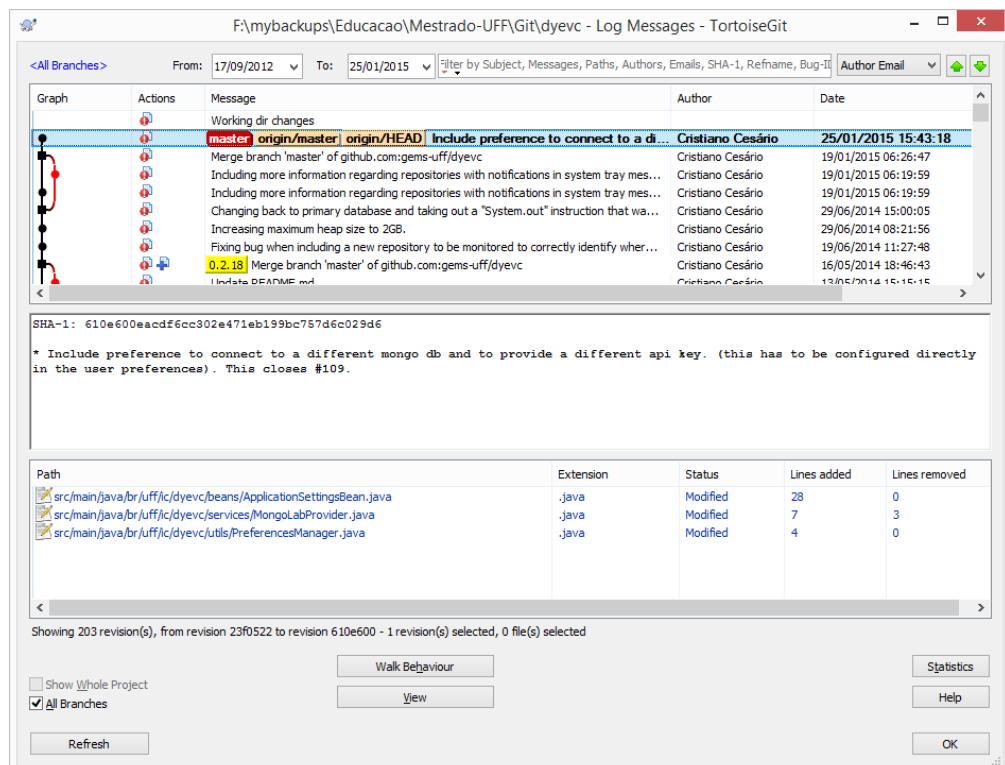 F:\mybackups\Educacao\Mestrado-UFF\Git\dyevc - Log Messages - TortoiseGit
<All Branches> From: 17/09/2012 To: 25/01/2015 Filter by Subject, Messages, Paths, Authors, Emails, SHA-1, Refname, Bug-ID Author Email
Graph Actions Message Author Date
Working dir changes
master origin/master origin/HEAD Include preference to connect to a di... Cristiano Cesário 25/01/2015 15:43:18
Merge branch 'master' of github.com:gems-uff/dyevc Cristiano Cesário 19/01/2015 06:26:47
Including more information regarding repositories with notifications in system tray mes... Cristiano Cesário 19/01/2015 06:19:59
Including more information regarding repositories with notifications in system tray mes... Cristiano Cesário 19/01/2015 06:19:59
Changing back to primary database and taking out a "System.out" instruction that wa... Cristiano Cesário 29/06/2014 15:00:05
Increasing maximum heap size to 2GB. Cristiano Cesário 29/06/2014 08:21:56
Fixing bug when including a new repository to be monitored to correctly identify wher... Cristiano Cesário 19/06/2014 11:27:48
0.2.18 Merge branch 'master' of github.com:gems-uff/dyevc Cristiano Cesário 16/05/2014 18:46:43
Update README.md Cristiano Cesário 13/05/2014 15:15:15
SHA-1: 610e600eacdf6cc302e471eb199bc757d6c029d6
* Include preference to connect to a different mongo db and to provide a different api key. (this has to be configured directly
in the user preferences). This closes #109.
Path Extension Status Lines added Lines removed
src/main/java/br/uff/ic/dyevc/beans/ApplicationSettingsBean.java .java Modified 28 0
src/main/java/br/uff/ic/dyevc/services/MongoLabProvider.java .java Modified 7 3
src/main/java/br/uff/ic/dyevc/utils/PreferencesManager.java .java Modified 4 0
Showing 203 revision(s), from revision 23f0522 to revision 610e600 - 1 revision(s) selected, 0 file(s) selected
Walk Behaviour Statistics
Show Whole Project
All Branches View Help
Refresh OK